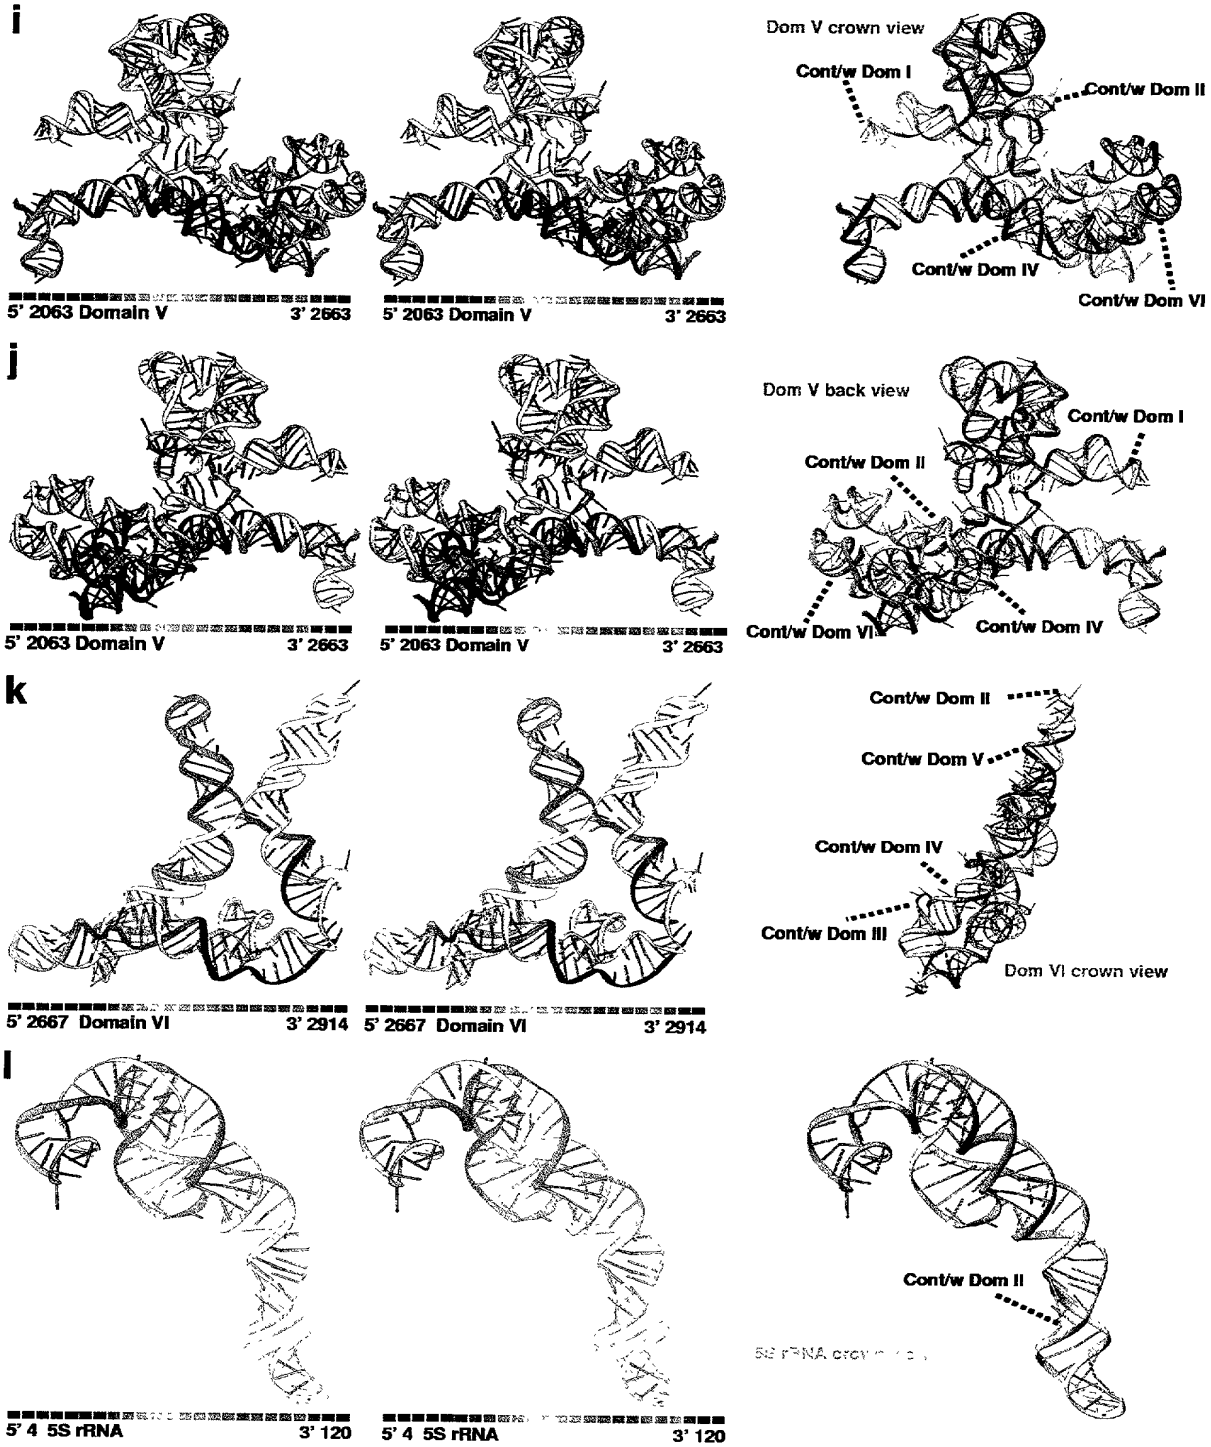 i
Dom V crown view
Cont/w Dom I
Cont/w Dom II
Cont/w Dom IV
Cont/w Dom VI
5' 2063 Domain V 3' 2663
5' 2063 Domain V 3' 2663
j
Dom V back view
Cont/w Dom I
Cont/w Dom II
Cont/w Dom VI
Cont/w Dom IV
5' 2063 Domain V 3' 2663
5' 2063 Domain V 3' 2663
k
Cont/w Dom II
Cont/w Dom V
Cont/w Dom IV
Cont/w Dom III
Dom VI crown view
5' 2667 Domain VI 3' 2914
5' 2667 Domain VI 3' 2914
l
Cont/w Dom II
5S rRNA crown
5' 4 5S rRNA 3' 120
5' 4 5S rRNA 3' 120